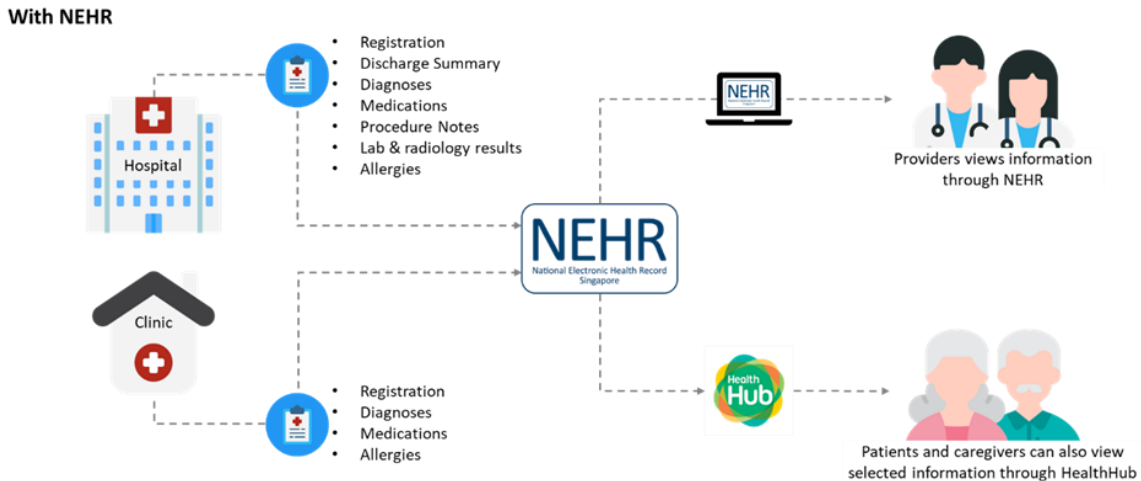 With NEHR
• Registration
• Discharge Summary
• Diagnoses
• Medications
• Procedure Notes
• Lab & radiology results
• Allergies
Hospital
NEHR
Providers views information
through NEHR
NEHR
National Electronic Health Record
Singapore
Clinic
• Registration
• Diagnoses
• Medications
• Allergies
Health
Hub
Patients and caregivers can also view
selected information through HealthHub